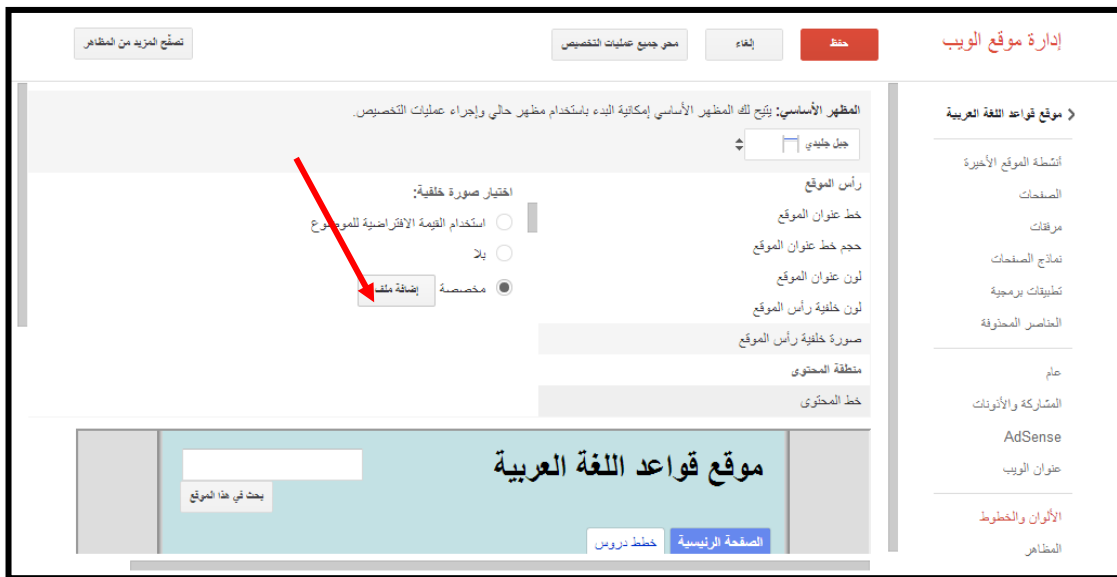 إدارة موقع الويب
حفظ
إلغاء
محو جميع عمليات التخصيص
تصفّح المزيد من المظاهر
موقع قواعد اللغة العربية
أنشطة الموقع الأخيرة
الصفحات
مرفقات
نماذج الصفحات
تطبيقات برمجية
العناصر المحذوفة
عام
المشاركة والأذونات
AdSense
عنوان الويب
الألوان والخطوط
المظاهر
المظهر الأساسي: يتيح لك المظهر الأساسي إمكانية البدء باستخدام مظهر حالي وإجراء عمليات التخصيص.
جبل جليدي
رأس الموقع
خط عنوان الموقع
حجم خط عنوان الموقع
لون عنوان الموقع
لون خلفية رأس الموقع
صورة خلفية رأس الموقع
منطقة المحتوى
خط المحتوى
اختيار صورة خلفية:
استخدام القيمة الافتراضية للموضوع
بلا
مخصصة
إضافة ملف
موقع قواعد اللغة العربية
بحث في هذا الموقع
الصفحة الرئيسية
خطط دروس